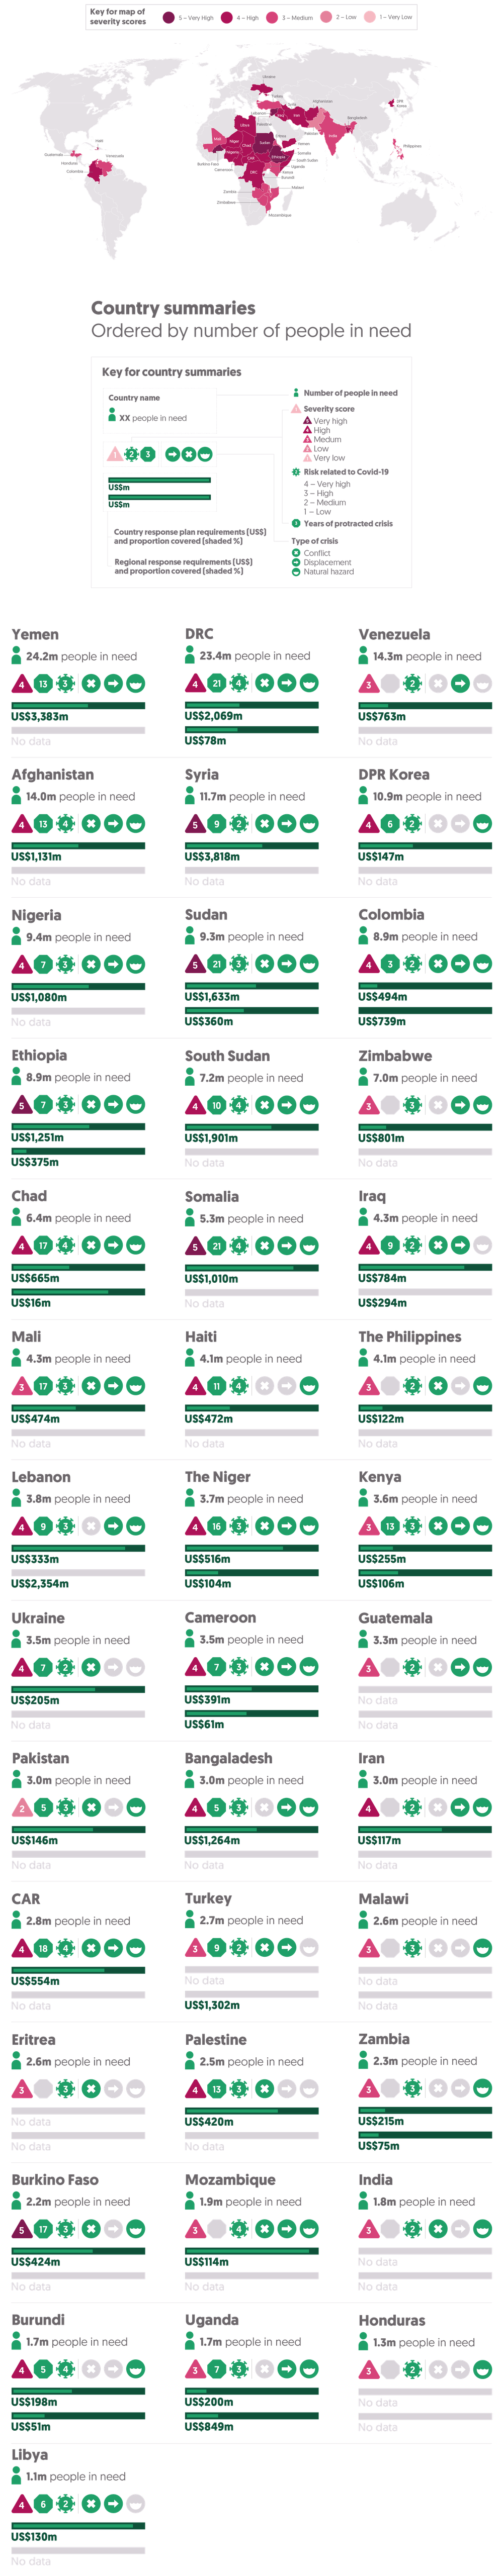 Key for map of
severity scores
5 – Very High
4 – High
3 – Medium
2 – Low
1 – Very Low
Ukraine
Turkey
Afghanistan
DPR
Korea
Lebanon
Iran
Palestine
Bangladesh
Libya
Mali
Niger
Chad
Sudan
Eritrea
Pakistan
India
Haiti
Yemen
Philippines
Guatemala
Venezuela
Nigeria
Ethiopia
Somalia
Honduras
Burkina Faso
CAR
South Sudan
Colombia
Cameroon
Uganda
DRC
Kenya
Burundi
Zambia
Malawi
Zimbabwe
Mozambique
Country summaries
Ordered by number of people in need
Key for country summaries
Country name
XX people in need
1 2 3
US$m
US$m
Country response plan requirements (US$)
and proportion covered (shaded %)
Regional response requirements (US$)
and proportion covered (shaded %)
Number of people in need
Severity score
Very high
High
Medum
Low
Very low
Risk related to Covid-19
4 – Very high
3 – High
2 – Medium
1 – Low
Years of protracted crisis
Type of crisis
Conflict
Displacement
Natural hazard
Yemen
24.2m people in need
4 13 3
US$3,383m
No data
DRC
23.4m people in need
4 21 3
US$2,069m
US$78m
Venezuela
14.3m people in need
3 2
US$763m
No data
Afghanistan
14.0m people in need
4 13 4
US$1,131m
No data
Syria
11.7m people in need
5 9 2
US$3,818m
No data
DPR Korea
10.9m people in need
4 6 2
US$147m
No data
Nigeria
9.4m people in need
4 7 3
US$1,080m
No data
Sudan
9.3m people in need
5 21 3
US$1,633m
US$360m
Colombia
8.9m people in need
4 3 2
US$494m
US$739m
Ethiopia
8.9m people in need
5 7 3
US$1,251m
US$375m
South Sudan
7.2m people in need
4 10 4
US$1,901m
No data
Zimbabwe
7.0m people in need
3 3
US$801m
No data
Chad
6.4m people in need
4 17 4
US$665m
US$16m
Somalia
5.3m people in need
5 21 4
US$1,010m
No data
Iraq
4.3m people in need
4 9 2
US$784m
US$294m
Mali
4.3m people in need
3 17 3
US$474m
No data
Haiti
4.1m people in need
4 11 4
US$472m
No data
The Philippines
4.1m people in need
3 2
US$122m
No data
Lebanon
3.8m people in need
4 9 3
US$333m
US$2,354m
The Niger
3.7m people in need
4 16 3
US$516m
US$104m
Kenya
3.6m people in need
3 13 3
US$255m
US$106m
Ukraine
3.5m people in need
4 7 2
US$205m
No data
Cameroon
3.5m people in need
4 7 3
US$391m
US$61m
Guatemala
3.3m people in need
3 2
No data
No data
Pakistan
3.0m people in need
2 5 3
US$146m
No data
Bangaladesh
3.0m people in need
4 5 3
US$1,264m
No data
Iran
3.0m people in need
4 2
US$117m
No data
CAR
2.8m people in need
4 18 4
US$554m
No data
Turkey
2.7m people in need
3 9 2
No data
US$1,302m
Malawi
2.6m people in need
3 3
No data
No data
Eritrea
2.6m people in need
3 3
No data
No data
Palestine
2.5m people in need
4 13 3
US$420m
No data
Zambia
2.3m people in need
3 3
US$215m
US$75m
Burkino Faso
2.2m people in need
5 17 3
US$424m
No data
Mozambique
1.9m people in need
3 4
US$114m
No data
India
1.8m people in need
3 2
No data
No data
Burundi
1.7m people in need
4 5 4
US$198m
US$51m
Uganda
1.7m people in need
3 7 3
US$200m
US$849m
Honduras
1.3m people in need
3 2
No data
No data
Libya
1.1m people in need
4 6 2
US$130m
No data